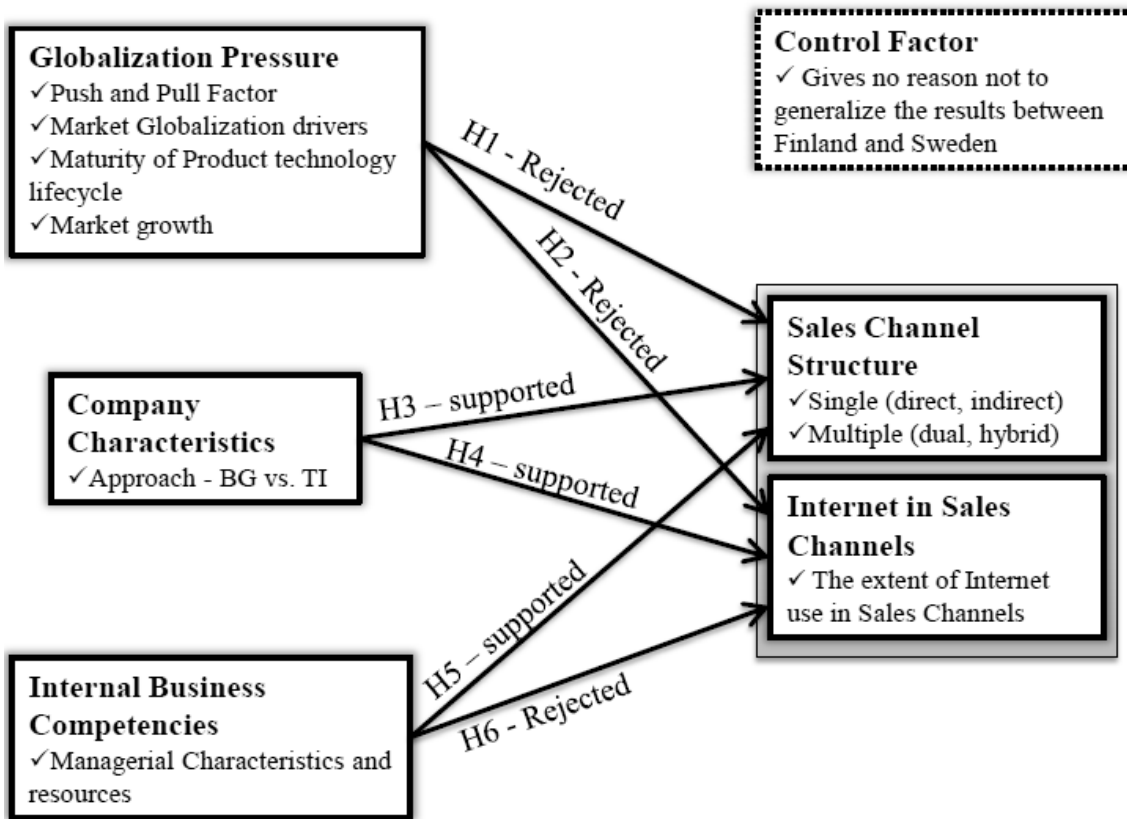 Globalization Pressure
✓Push and Pull Factor
✓Market Globalization drivers
✓Maturity of Product technology
lifecycle
✓Market growth
Control Factor
✓ Gives no reason not to
generalize the results between
Finland and Sweden
H1 - Rejected
H2 - Rejected
Company
Characteristics
✓Approach - BG vs. TI
H3 – supported
H4 – supported
Sales Channel
Structure
✓Single (direct, indirect)
✓Multiple (dual, hybrid)
Internet in Sales
Channels
✓ The extent of Internet
use in Sales Channels
Internal Business
Competencies
✓Managerial Characteristics and
resources
H5 – supported
H6 - Rejected